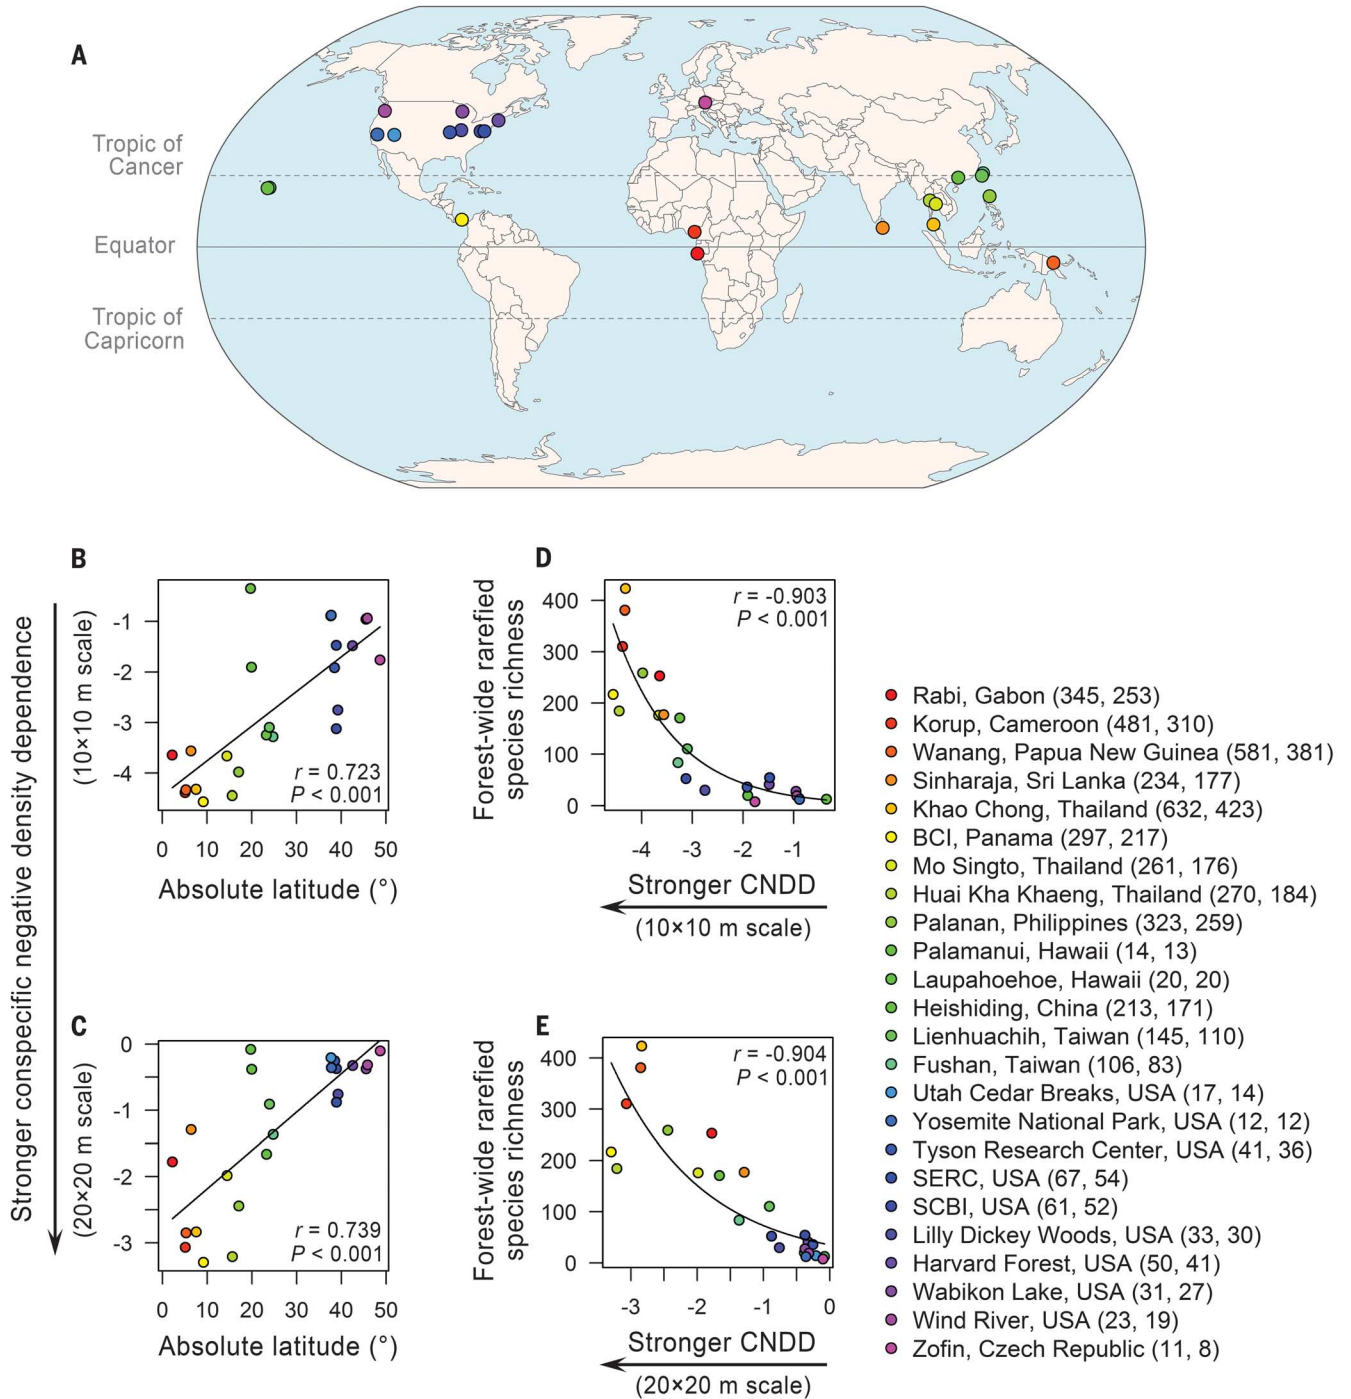 A
Tropic of
Cancer
Equator
Tropic of
Capricorn
Stronger conspecific negative density dependence
B
(10×10 m scale)
-1
-2
-3
-4
r = 0.723
P < 0.001
0 10 20 30 40 50
Absolute latitude (°)
C
(20×20 m scale)
0
-1
-2
-3
r = 0.739
P < 0.001
0 10 20 30 40 50
Absolute latitude (°)
D
Forest-wide rarefied
species richness
400
300
200
100
0
r = -0.903
P < 0.001
-4 -3 -2 -1
Stronger CNDD
(10×10 m scale)
E
Forest-wide rarefied
species richness
400
300
200
100
0
r = -0.904
P < 0.001
-3 -2 -1 0
Stronger CNDD
(20×20 m scale)
Rabi, Gabon (345, 253)
Korup, Cameroon (481, 310)
Wanang, Papua New Guinea (581, 381)
Sinharaja, Sri Lanka (234, 177)
Khao Chong, Thailand (632, 423)
BCI, Panama (297, 217)
Mo Singto, Thailand (261, 176)
Huai Kha Khaeng, Thailand (270, 184)
Palanan, Philippines (323, 259)
Palamanui, Hawaii (14, 13)
Laupahoehoe, Hawaii (20, 20)
Heishiding, China (213, 171)
Lienhuachih, Taiwan (145, 110)
Fushan, Taiwan (106, 83)
Utah Cedar Breaks, USA (17, 14)
Yosemite National Park, USA (12, 12)
Tyson Research Center, USA (41, 36)
SERC, USA (67, 54)
SCBI, USA (61, 52)
Lilly Dickey Woods, USA (33, 30)
Harvard Forest, USA (50, 41)
Wabikon Lake, USA (31, 27)
Wind River, USA (23, 19)
Zofin, Czech Republic (11, 8)